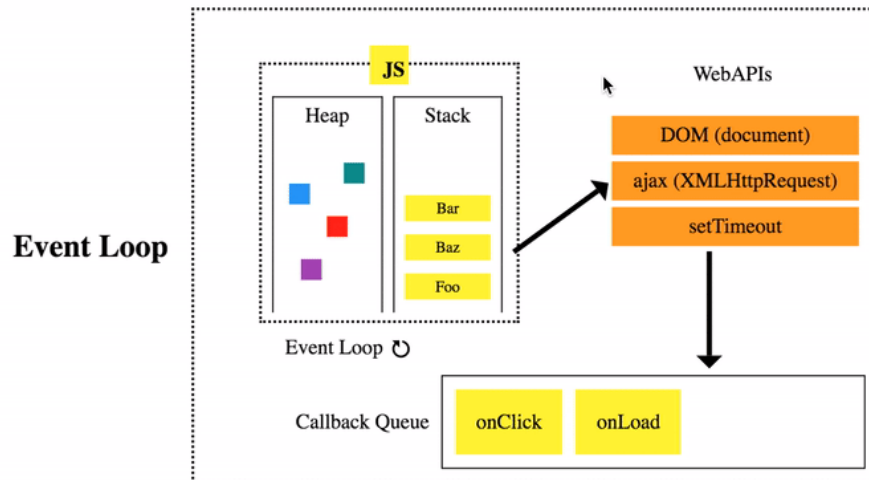 Event Loop
JS
Heap
Stack
Bar
Baz
Foo
Event Loop
WebAPIs
DOM (document)
ajax (XMLHttpRequest)
setTimeout
Callback Queue
onClick
onLoad